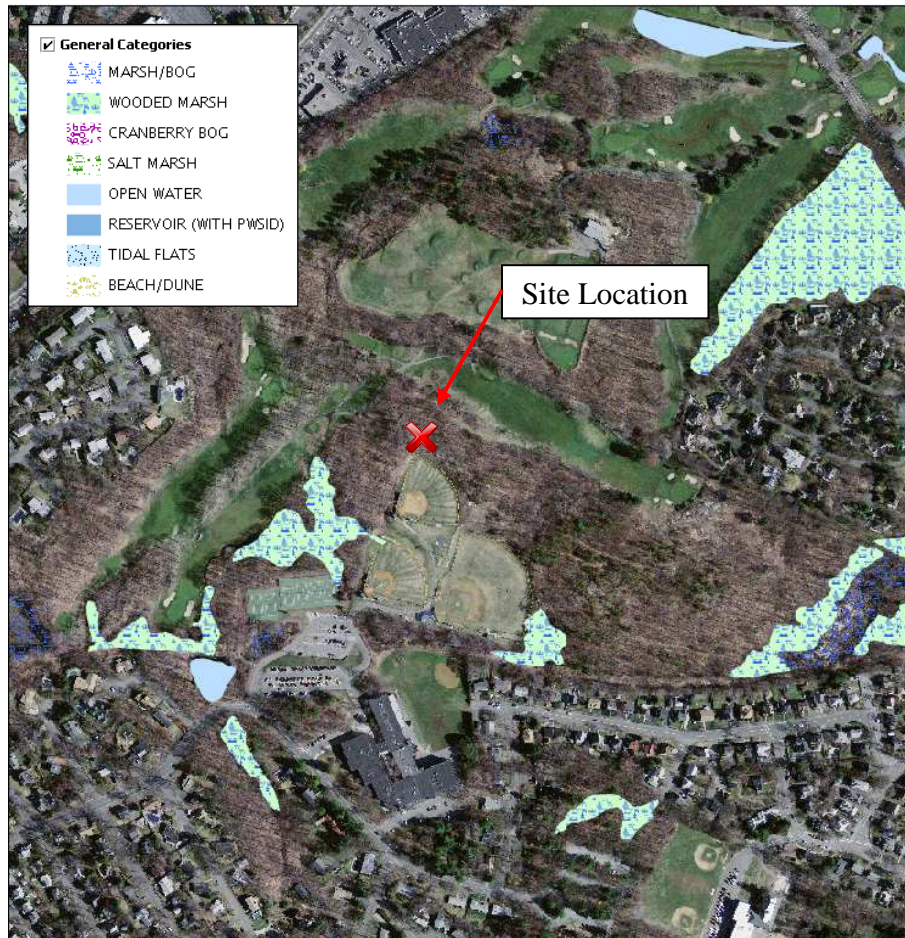 General Categories
MARSH/BOG
WOODED MARSH
CRANBERRY BOG
SALT MARSH
OPEN WATER
RESERVOIR (WITH PWSID)
TIDAL FLATS
BEACH/DUNE
Site Location